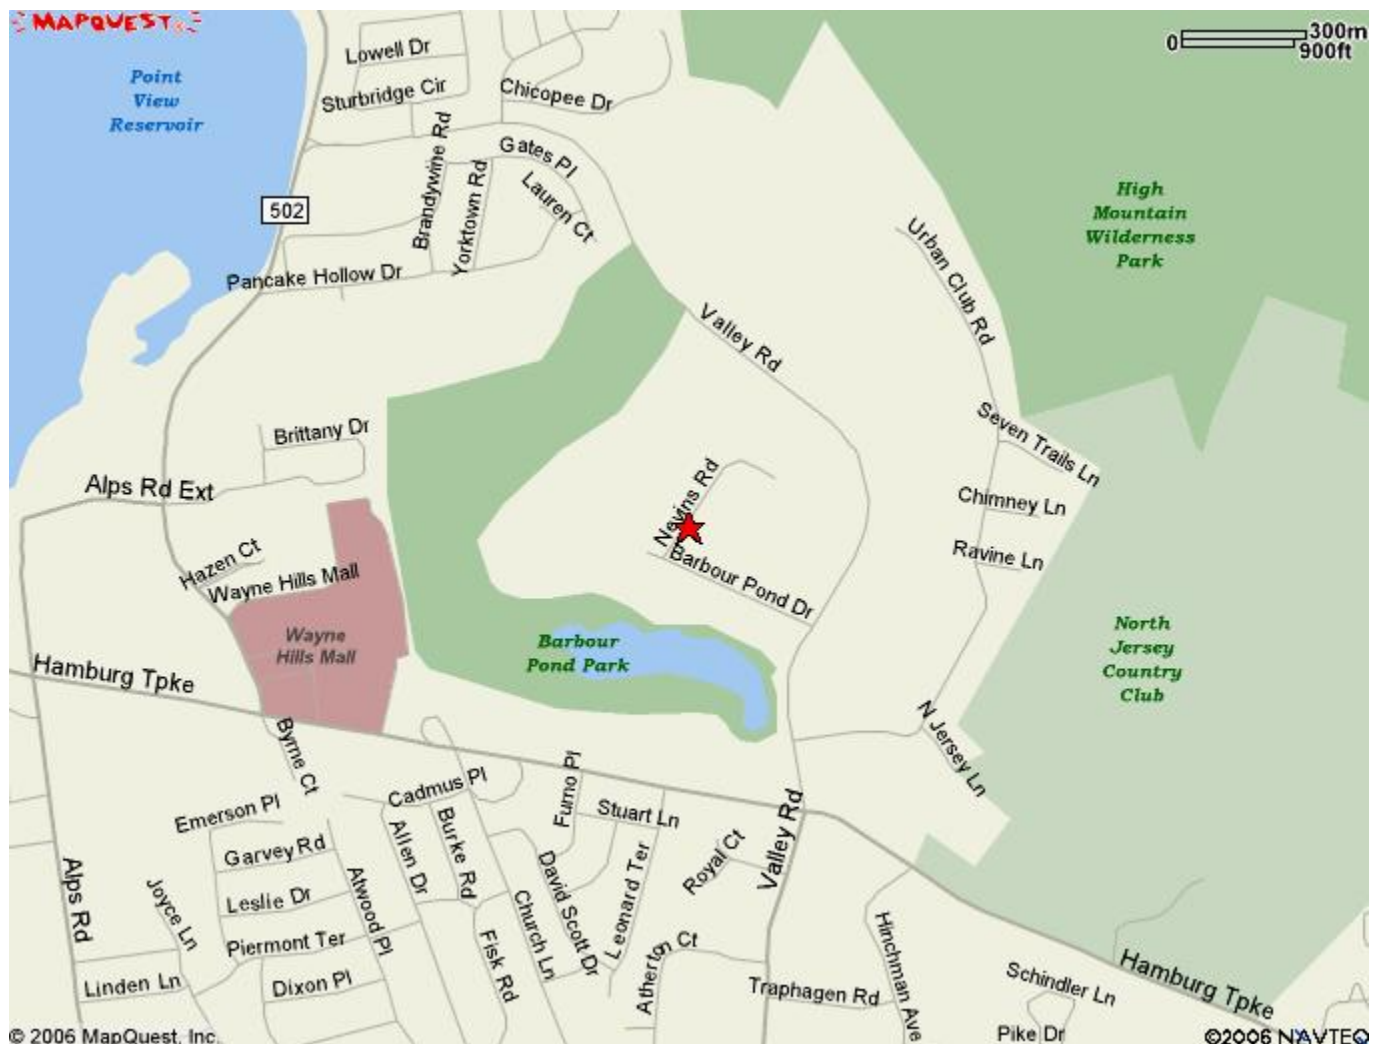 MAPQUEST
0
300m
900ft
Lowell Dr
Point
View
Reservoir
Sturbridge Cir
Chicopee Dr
Brandywine Rd
Gates Pl
Yorktown Rd
Lauren Ct
502
High
Mountain
Wilderness
Park
Urban Club Rd
Pancake Hollow Dr
Valley Rd
Brittany Dr
Seven Trails Ln
Alps Rd Ext
Nevins Rd
Chimney Ln
Hazen Ct
Ravine Ln
Barbour Pond Dr
Wayne Hills Mall
Wayne
Hills Mall
Barbour
Pond Park
North
Jersey
Country
Club
Hamburg Tpke
N Jersey Ln
Byrne Ct
Cadmus Pl
Furno Pl
Emerson Pl
Stuart Ln
Valley Rd
Burke Rd
Allen Dr
Royal Ct
Garvey Rd
Leonard Ter
David Scott Dr
Alps Rd
Joyce Ln
Atwood Pl
Leslie Dr
Church Ln
Hinchman Ave
Piermont Ter
Fisk Rd
Atherton Ct
Linden Ln
Dixon Pl
Traphagen Rd
Schindler Ln
Hamburg Tpke
Pike Dr
© 2006 MapQuest, Inc.
©2006 NAVTEQ